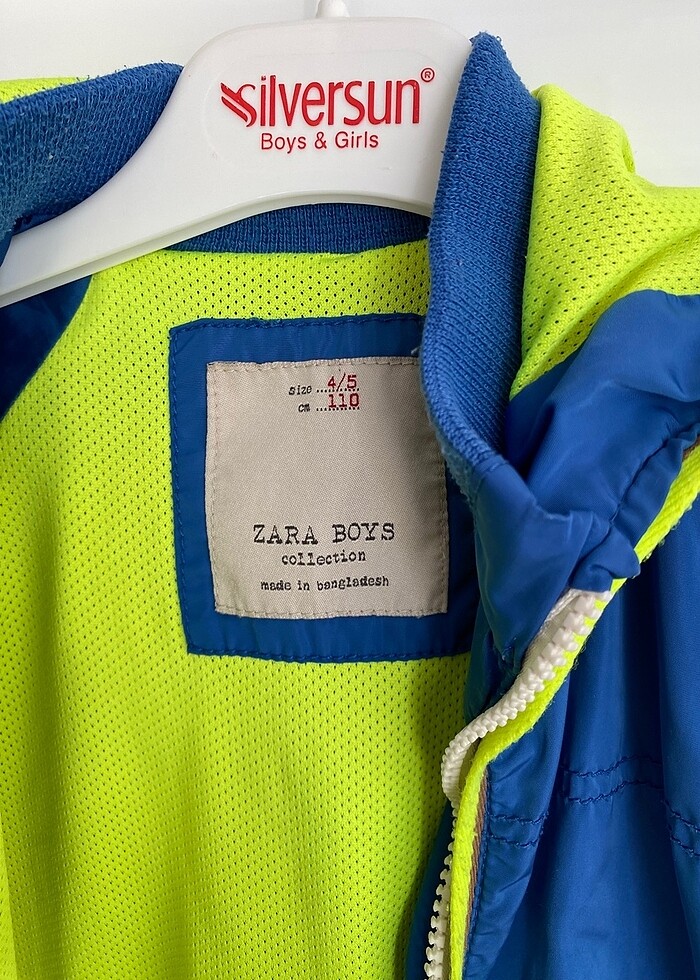 silversun®
Boys & Girls
size 4/5
cm 110
ZARA BOYS
collection
made in bangladesh